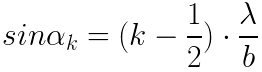 sinα_k = (k − 1/2) · λ/b